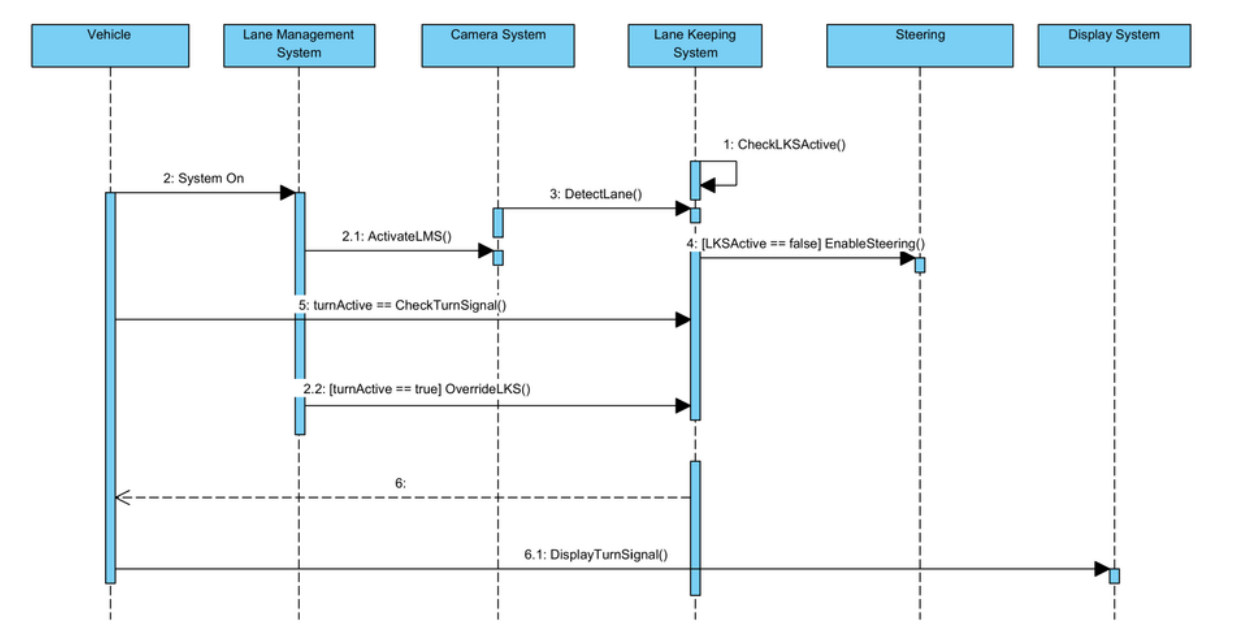 Vehicle
Lane Management
System
Camera System
Lane Keeping
System
Steering
Display System
1: CheckLKSActive()
2: System On
3: DetectLane()
2.1: ActivateLMS()
4: [LKSActive == false] EnableSteering()
5: turnActive == CheckTurnSignal()
2.2: [turnActive == true] OverrideLKS()
6:
6.1: DisplayTurnSignal()